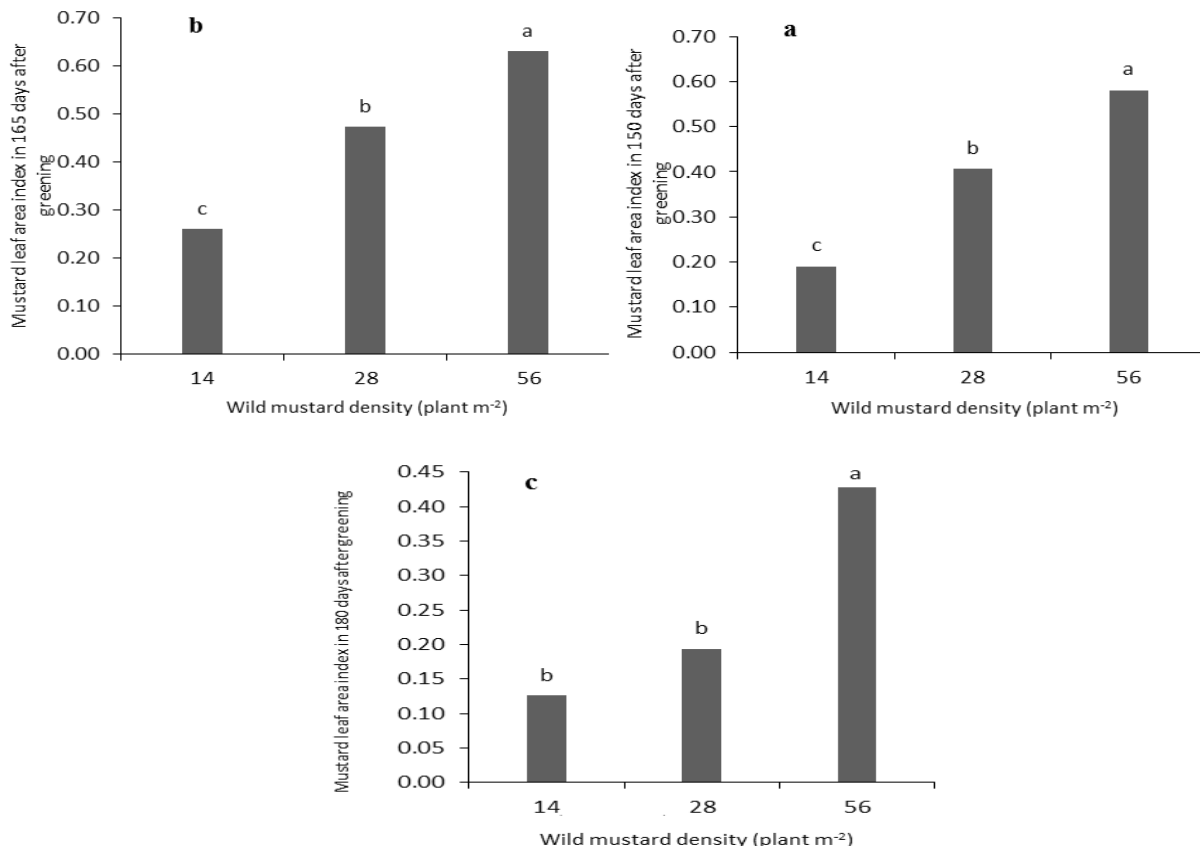 b
Mustard leaf area index in 165 days after
greening
0.70
0.60
0.50
0.40
0.30
0.20
0.10
0.00
c
b
a
14 28 56
Wild mustard density (plant m-2)
a
Mustard leaf area index in 150 days after
greening
0.70
0.60
0.50
0.40
0.30
0.20
0.10
0.00
c
b
a
14 28 56
Wild mustard density (plant m-2)
c
Mustard leaf area index in 180 days after greening
0.45
0.40
0.35
0.30
0.25
0.20
0.15
0.10
0.05
0.00
b
b
a
14 28 56
Wild mustard density (plant m-2)